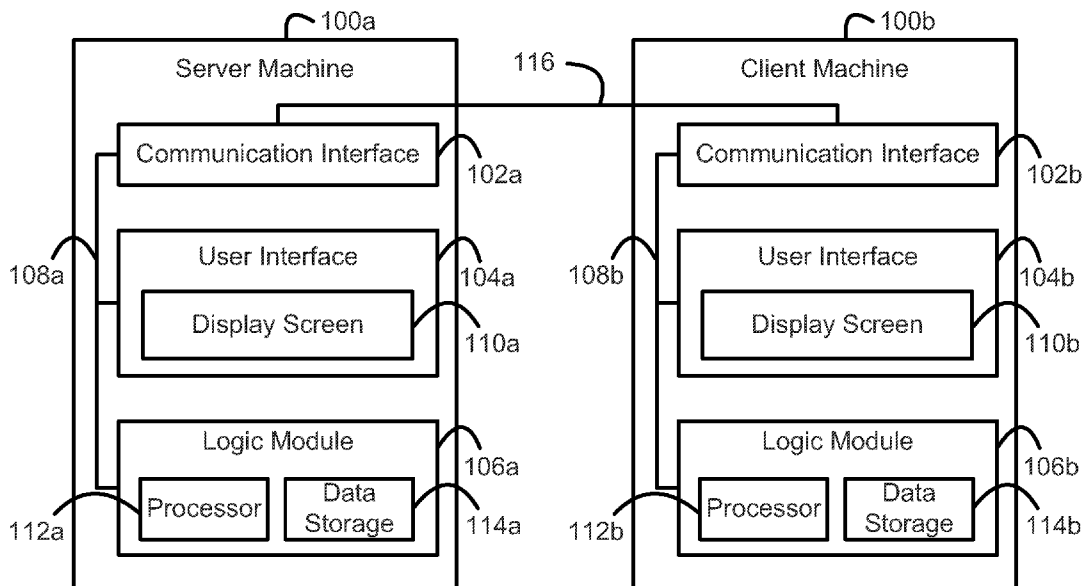 100a
100b
Server Machine
116
Client Machine
Communication Interface
102a
Communication Interface
102b
User Interface
108a
104a
Display Screen
110a
User Interface
108b
104b
Display Screen
110b
Logic Module
106a
Processor
Data
Storage
112a
114a
Logic Module
106b
Processor
Data
Storage
112b
114b